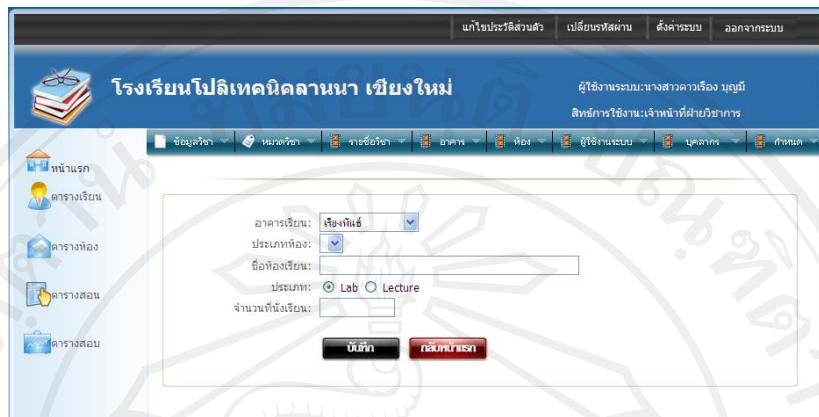 แก้ไขประวัติส่วนตัว เปลี่ยนรหัสผ่าน ตั้งค่าระบบ ออกจากระบบ
โรงเรียนโปลิเทคนิคลานนา เชียงใหม่
ผู้ใช้งานระบบ:นางสาวดาวเรือง บุญมี
สิทธ์การใช้งาน:เจ้าหน้าที่ฝ่ายวิชาการ
ข้อมูลวิชา หมวดวิชา รายชื่อวิชา อาคาร ห้อง ผู้ใช้งานระบบ บุคลากร กำหนด
หน้าแรก
ตารางเรียน
ตารางห้อง
ตารางสอน
ตารางสอบ
อาคารเรียน: เรียงพันธ์
ประเภทห้อง:
ชื่อห้องเรียน:
ประเภท: Lab Lecture
จำนวนที่นั่งเรียน:
บันทึก กลับหน้าแรก